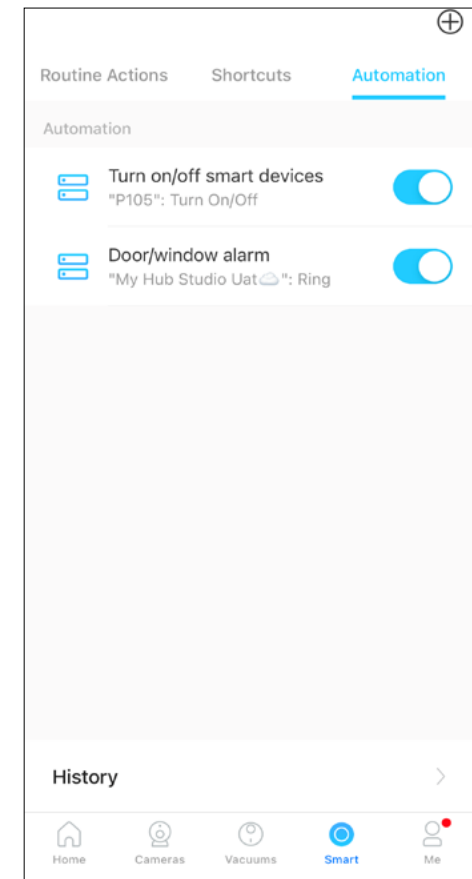 Routine Actions Shortcuts Automation
Automation
Turn on/off smart devices
"P105": Turn On/Off
Door/window alarm
"My Hub Studio Uat☁️": Ring
History
Home Cameras Vacuums Smart Me